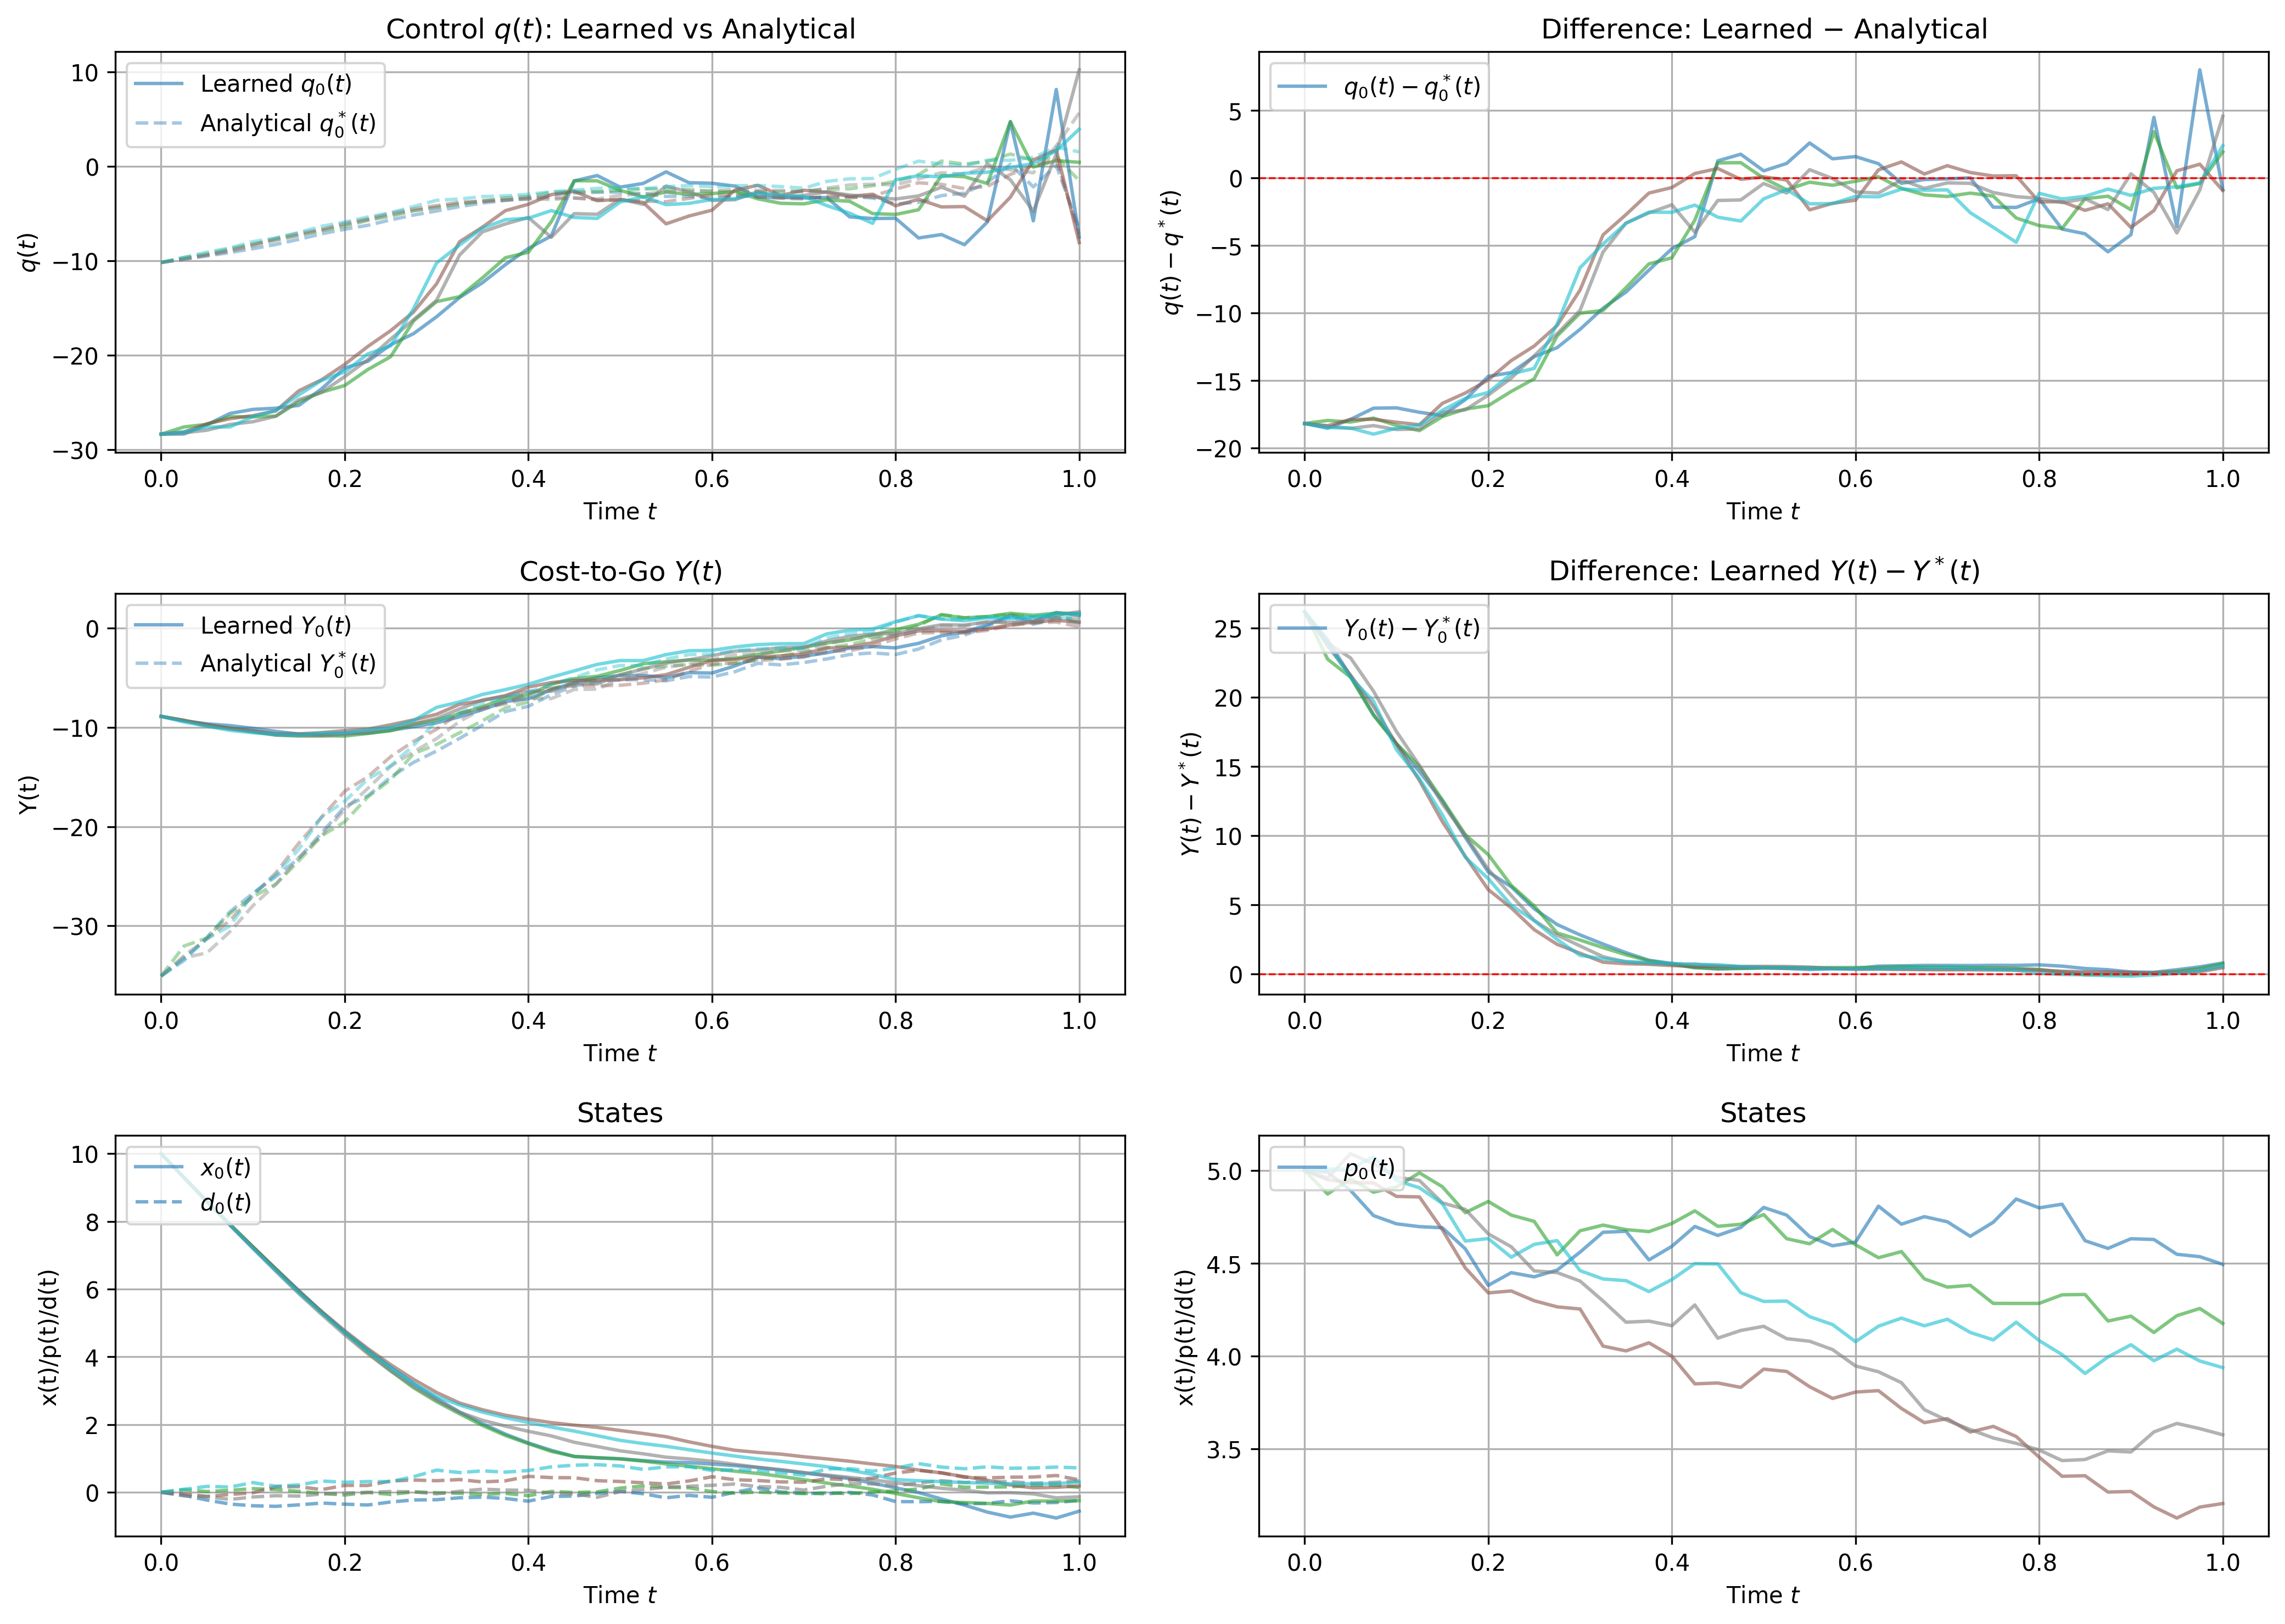 Control q(t): Learned vs Analytical
10
0
−10
−20
−30
q(t)
Learned q₀(t)
Analytical q₀*(t)
0.0 0.2 0.4 0.6 0.8 1.0
Time t
Difference: Learned − Analytical
5
0
−5
−10
−15
−20
q(t) − q*(t)
q₀(t) − q₀*(t)
0.0 0.2 0.4 0.6 0.8 1.0
Time t
Cost-to-Go Y(t)
0
−10
−20
−30
Y(t)
Learned Y₀(t)
Analytical Y₀*(t)
0.0 0.2 0.4 0.6 0.8 1.0
Time t
Difference: Learned Y(t) − Y*(t)
25
20
15
10
5
0
Y(t) − Y*(t)
Y₀(t) − Y₀*(t)
0.0 0.2 0.4 0.6 0.8 1.0
Time t
States
10
8
6
4
2
0
x(t)/p(t)/d(t)
x₀(t)
d₀(t)
0.0 0.2 0.4 0.6 0.8 1.0
Time t
States
5.0
4.5
4.0
3.5
x(t)/p(t)/d(t)
p₀(t)
0.0 0.2 0.4 0.6 0.8 1.0
Time t